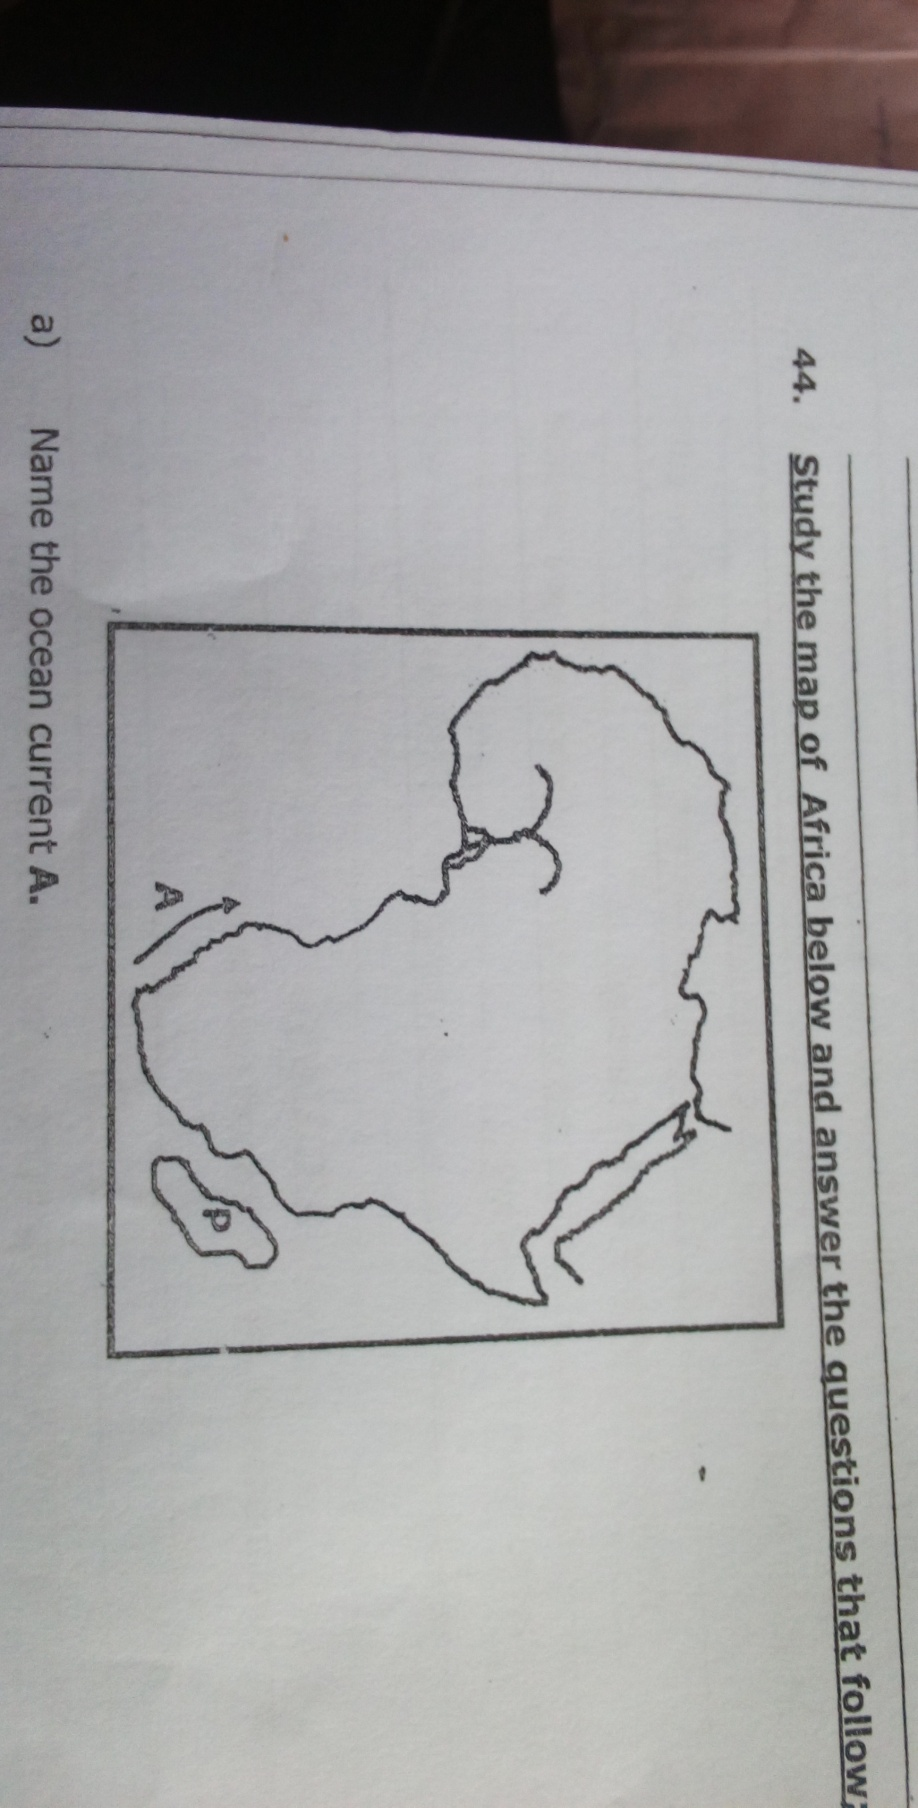 44. Study the map of Africa below and answer the questions that follow;
P
A
a) Name the ocean current A.